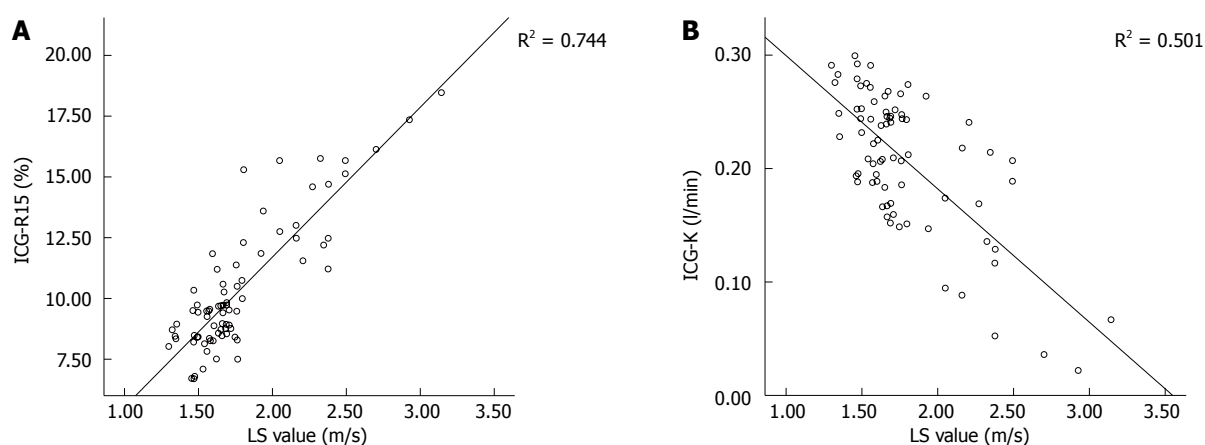 A
R² = 0.744
ICG-R15 (%)
20.00
17.50
15.00
12.50
10.00
7.50
1.00 1.50 2.00 2.50 3.00 3.50
LS value (m/s)
B
R² = 0.501
ICG-K (l/min)
0.30
0.20
0.10
0.00
1.00 1.50 2.00 2.50 3.00 3.50
LS value (m/s)